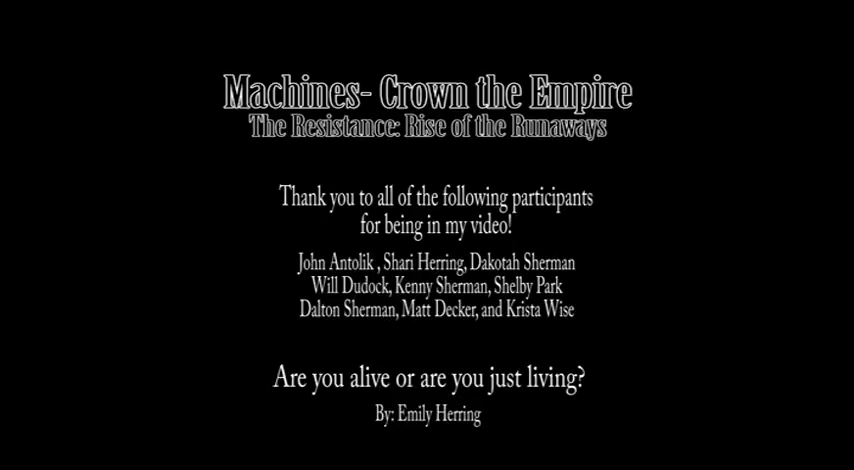 Machines- Crown the Empire
The Resistance: Rise of the Runaways
Thank you to all of the following participants
for being in my video!
John Antolik , Shari Herring, Dakotah Sherman
Will Dudock, Kenny Sherman, Shelby Park
Dalton Sherman, Matt Decker, and Krista Wise
Are you alive or are you just living?
By: Emily Herring